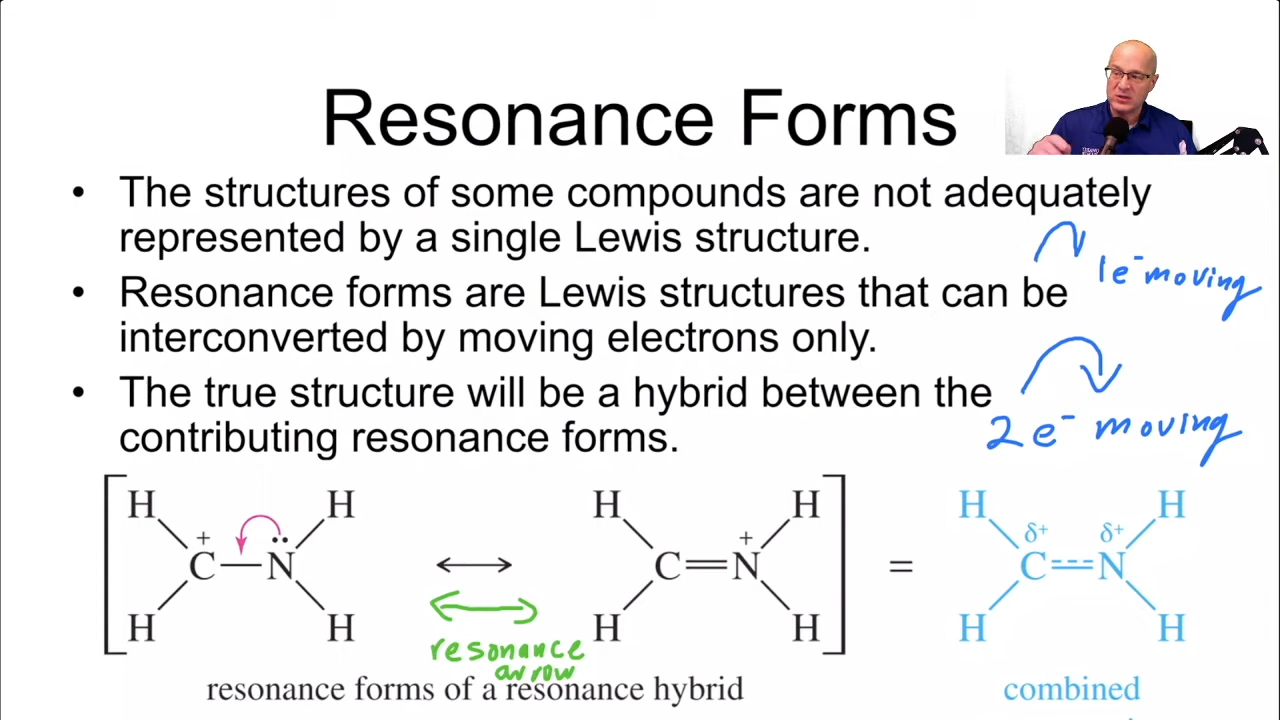 Resonance Forms
• The structures of some compounds are not adequately
represented by a single Lewis structure.
1e⁻ moving
• Resonance forms are Lewis structures that can be
interconverted by moving electrons only.
• The true structure will be a hybrid between the
contributing resonance forms.
2e⁻ moving
H H H H H H
+ + δ+ δ+
C—N̈ ↔ C=N = C=N
H H H H H H
resonance
arrow
resonance forms of a resonance hybrid combined